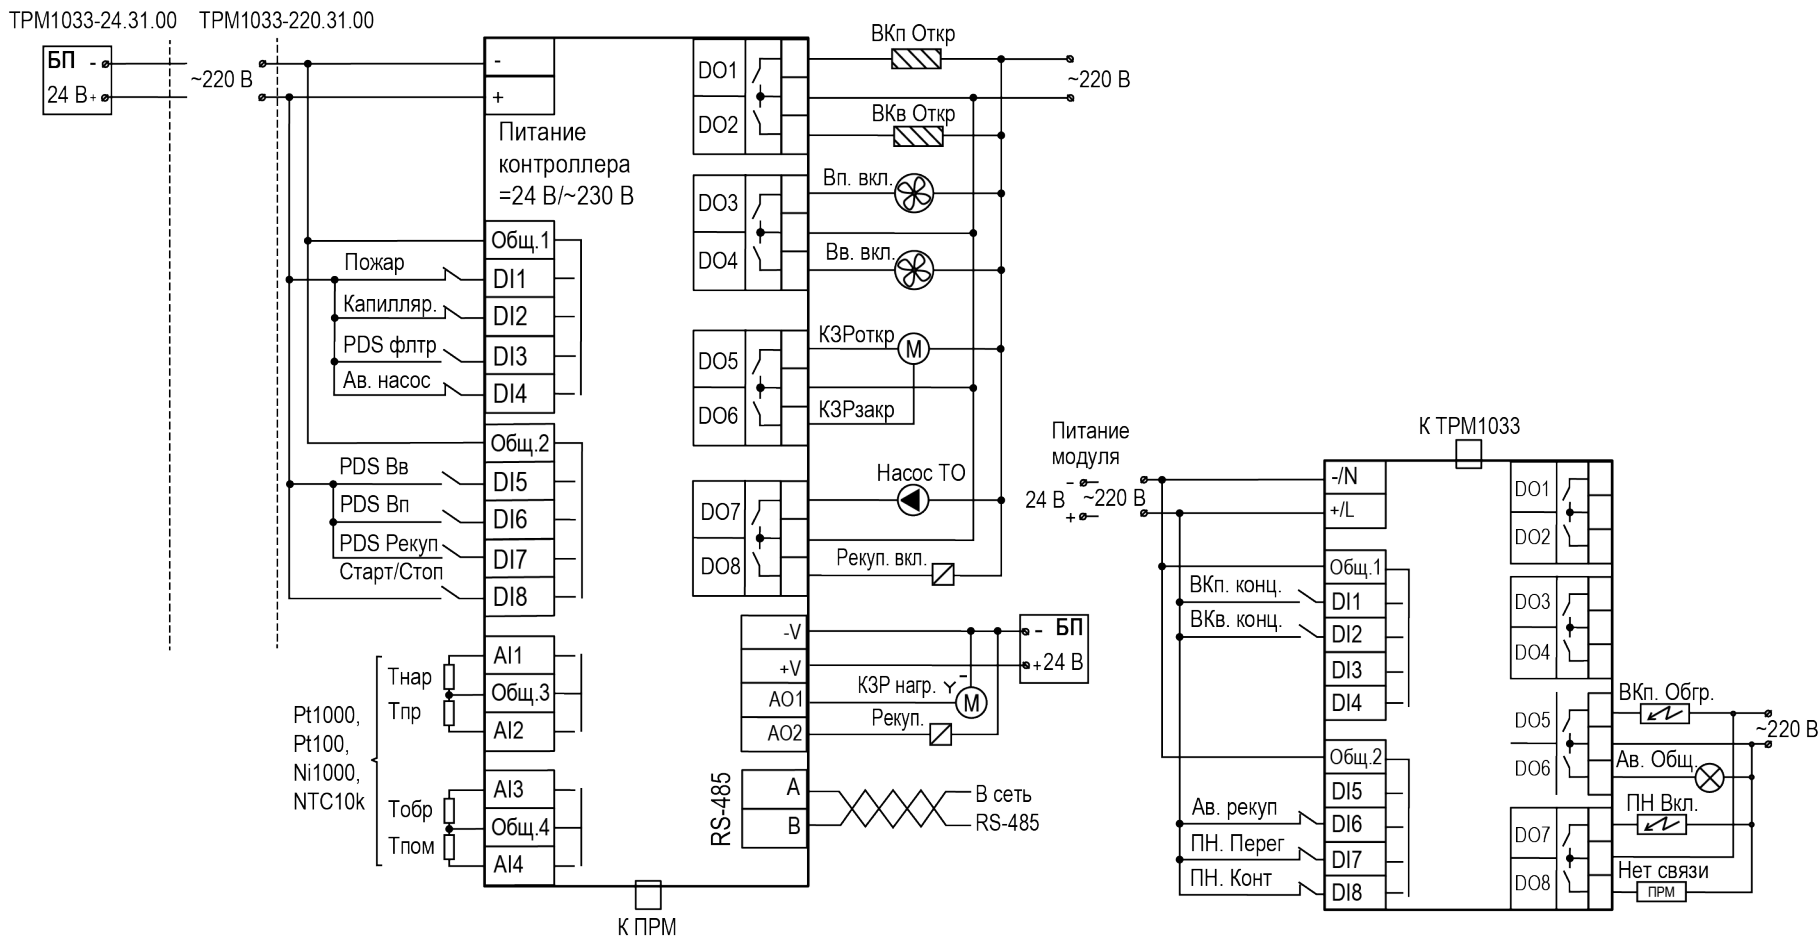 ТРМ1033-24.31.00
ТРМ1033-220.31.00
БП -
24 В +
~220 В
-
+
Питание
контроллера
=24 В/~230 В
Общ.1
Пожар
DI1
Капилляр.
DI2
PDS флтр
DI3
Ав. насос
DI4
Общ.2
PDS Вв
DI5
PDS Вп
DI6
PDS Рекуп
DI7
Старт/Стоп
DI8
Pt1000,
Pt100,
Ni1000,
NTC10k
Тнар
Тпр
Тобр
Тпом
AI1
Общ.3
AI2
AI3
Общ.4
AI4
К ПРМ
DO1
DO2
ВКп Откр
ВКв Откр
~220 В
DO3
DO4
Вп. вкл.
Вв. вкл.
DO5
DO6
КЗРоткр
M
КЗРзакр
DO7
DO8
Насос ТО
Рекуп. вкл.
-V
+V
AO1
AO2
- БП
+ 24 В
КЗР нагр. Y
-
M
Рекуп.
RS-485
A
B
В сеть
RS-485
К ТРМ1033
Питание
модуля
-
24 В
+
~220 В
-/N
+/L
Общ.1
ВКп. конц.
DI1
ВКв. конц.
DI2
DI3
DI4
Общ.2
DI5
Ав. рекуп
DI6
ПН. Перег
DI7
ПН. Конт
DI8
DO1
DO2
DO3
DO4
DO5
DO6
ВКп. Обгр.
~220 В
Ав. Общ.
DO7
DO8
ПН Вкл.
Нет связи
ПРМ